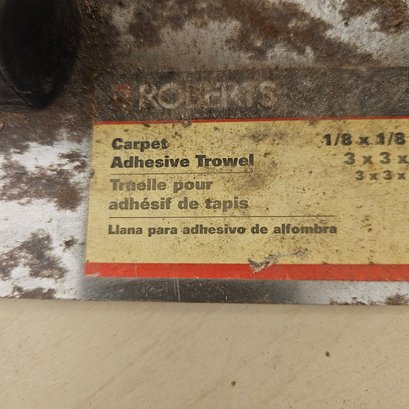 ROBERTS
Carpet
Adhesive Trowel
1/8 x 1/8
3 x 3 x
3 x 3 x
Truelle pour
adhésif de tapis
Llana para adhesivo de alfombra